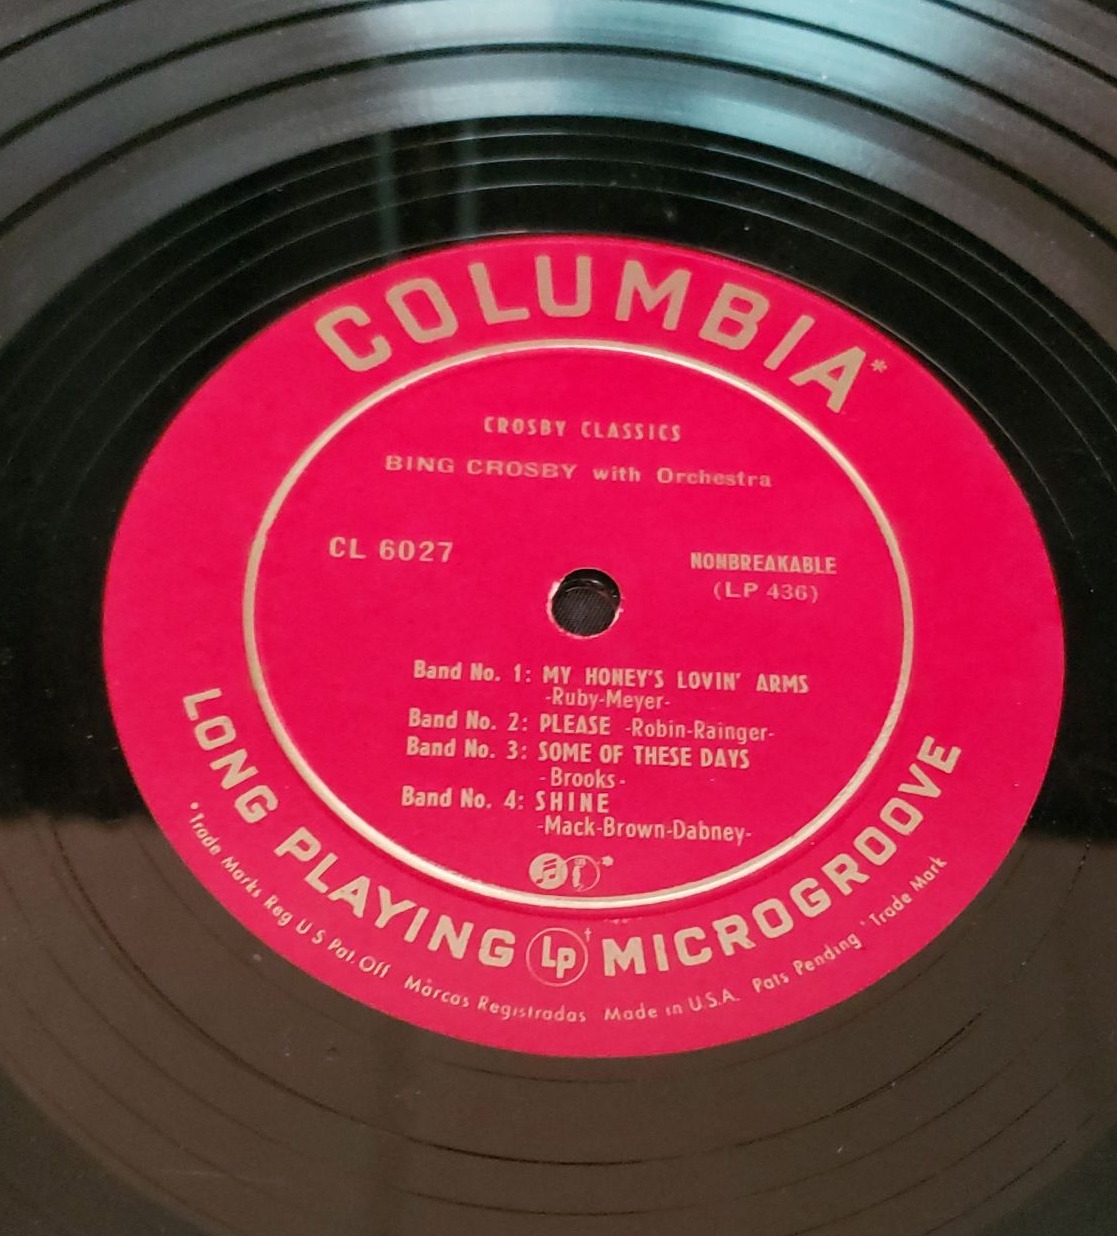 COLUMBIA*
CROSBY CLASSICS
BING CROSBY with Orchestra
CL 6027
NONBREAKABLE
(LP 436)
Band No. 1: MY HONEY'S LOVIN' ARMS
-Ruby-Meyer-
Band No. 2: PLEASE -Robin-Rainger-
Band No. 3: SOME OF THESE DAYS
-Brooks-
Band No. 4: SHINE
-Mack-Brown-Dabney-
LONG PLAYING Lp† MICROGROOVE
*Trade Marks Reg U S Pat. Off Marcas Registradas Made in U.S.A. Pats Pending †Trade Mark